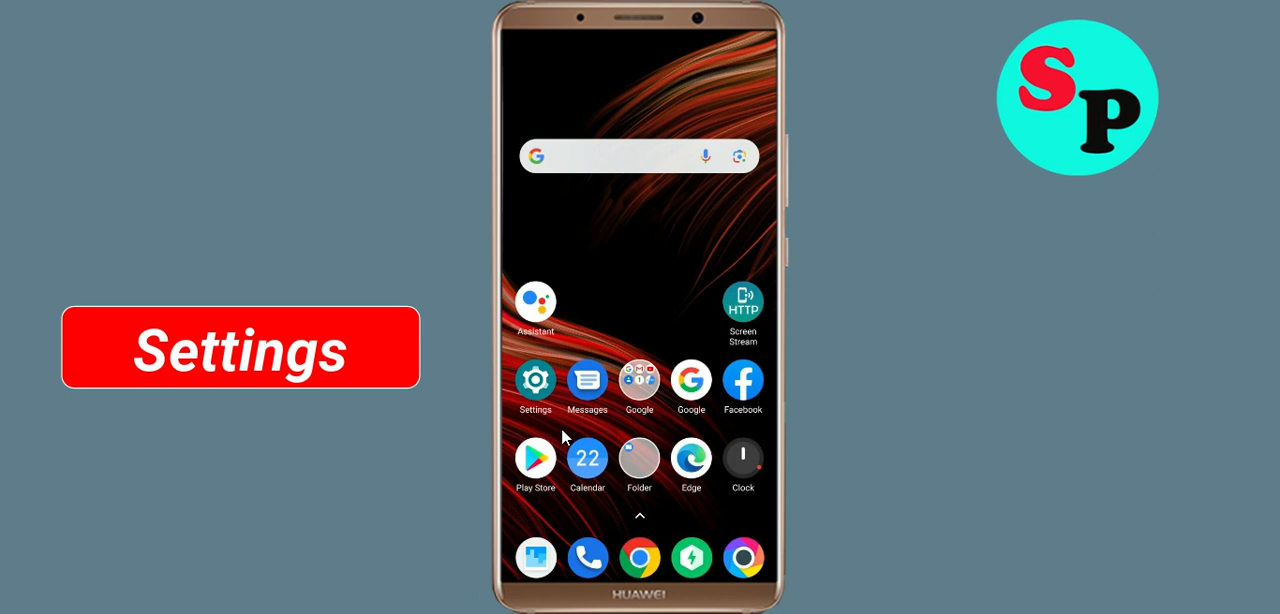 S
P
HTTP
Assistant
Screen
Stream
Settings
Settings
Messages
Google
Google
Facebook
22
Play Store
Calendar
Folder
Edge
Clock
HUAWEI